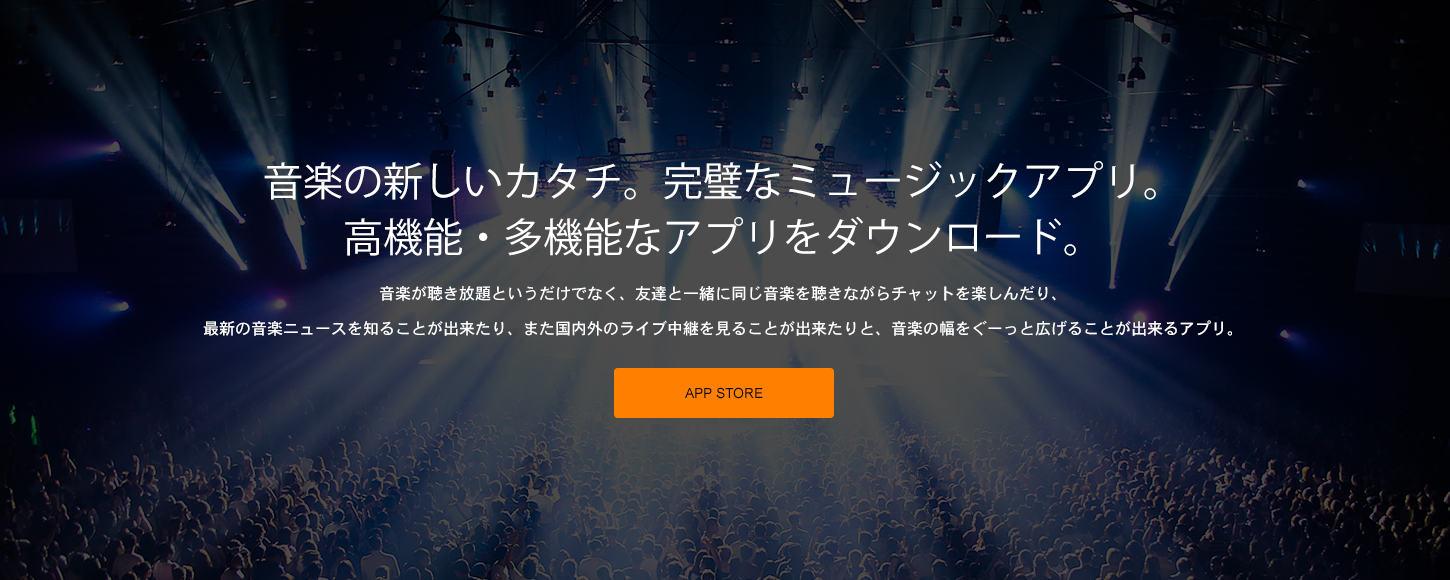 音楽の新しいカタチ。完璧なミュージックアプリ。
高機能・多機能なアプリをダウンロード。
音楽が聴き放題というだけでなく、友達と一緒に同じ音楽を聴きながらチャットを楽しんだり、
最新の音楽ニュースを知ることが出来たり、また国内外のライブ中継を見ることが出来たりと、音楽の幅をぐーっと広げることが出来るアプリ。
APP STORE